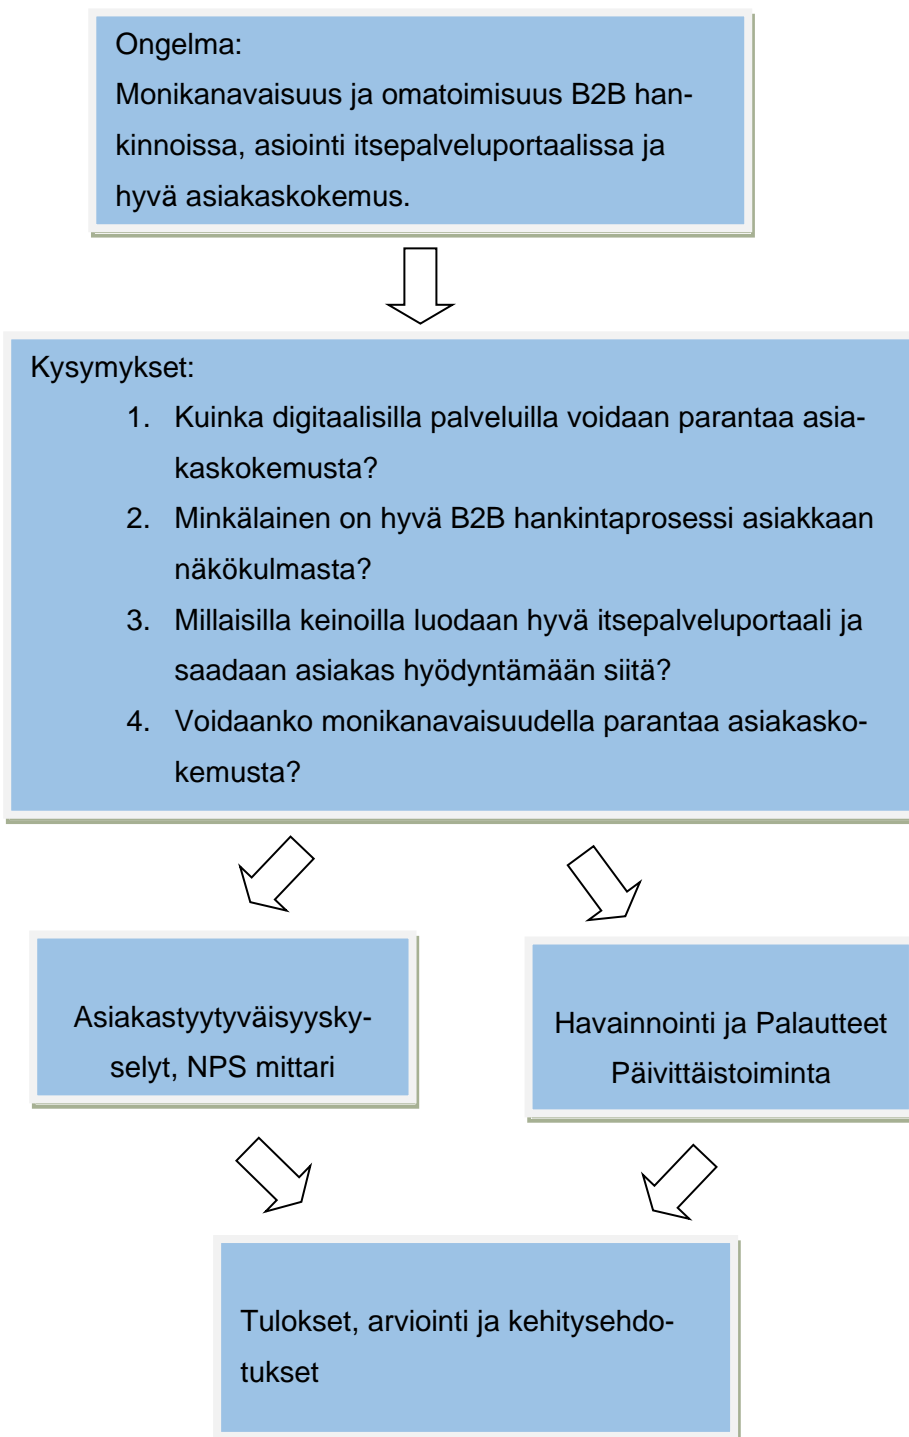 Ongelma:
Monikanavaisuus ja omatoimisuus B2B han-
kinnoissa, asiointi itsepalveluportaalissa ja
hyvä asiakaskokemus.
Kysymykset:
1. Kuinka digitaalisilla palveluilla voidaan parantaa asia-
kaskokemusta?
2. Minkälainen on hyvä B2B hankintaprosessi asiakkaan
näkökulmasta?
3. Millaisilla keinoilla luodaan hyvä itsepalveluportaali ja
saadaan asiakas hyödyntämään siitä?
4. Voidaanko monikanavaisuudella parantaa asiakasko-
kemusta?
Asiakastyytyväisyysky-
selyt, NPS mittari
Havainnointi ja Palautteet
Päivittäistoiminta
Tulokset, arviointi ja kehitysehdo-
tukset